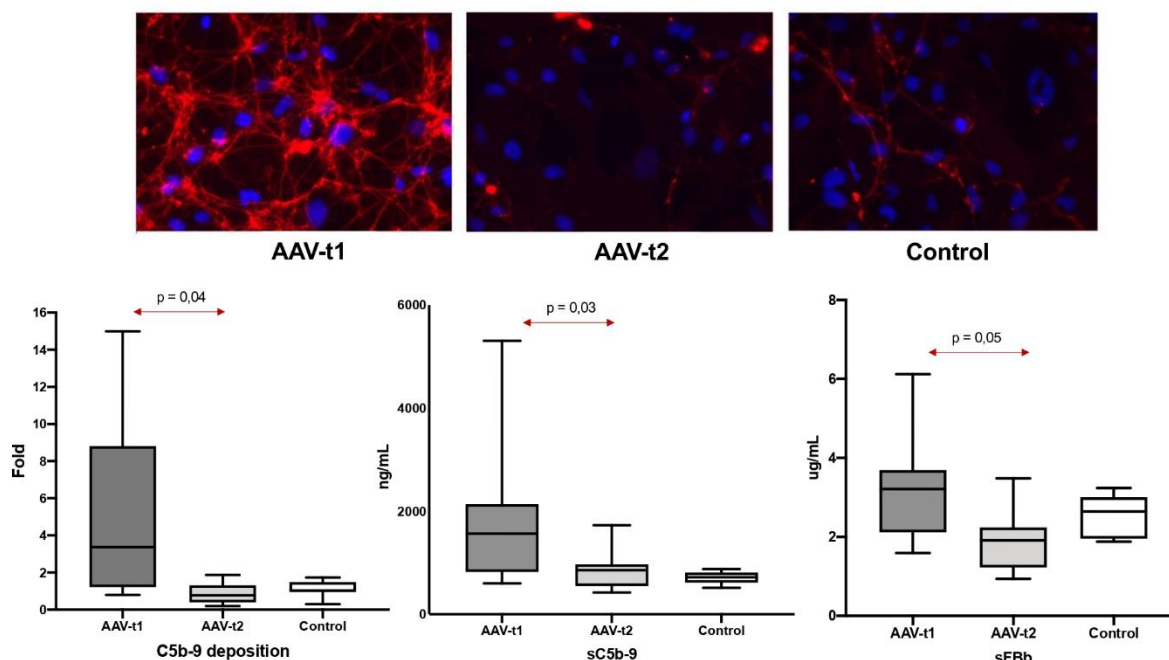 AAV-t1
AAV-t2
Control
p = 0,04
16
14
12
10
8
6
4
2
0
Fold
AAV-t1
AAV-t2
Control
C5b-9 deposition
p = 0,03
6000
4000
2000
0
ng/mL
AAV-t1
AAV-t2
Control
sC5b-9
p = 0,05
8
6
4
2
0
ug/mL
AAV-t1
AAV-t2
Control
sFBb